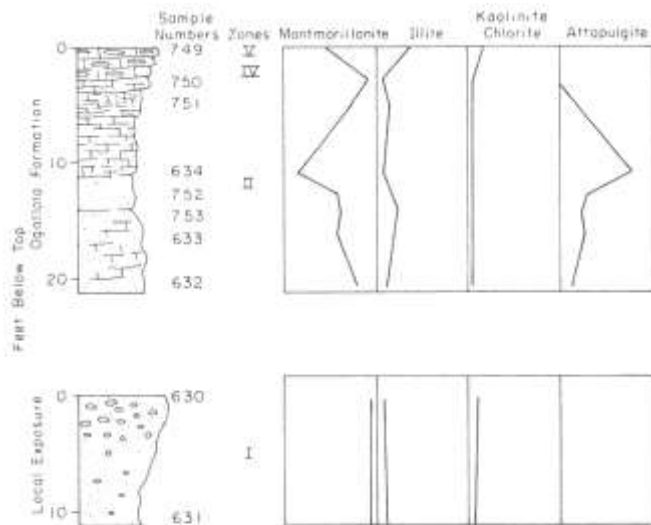 Sample
Numbers Zones Montmorillonite Illite Kaolinite
Chlorite Attapulgite
0 749 V
IV
750
751
10 634
II
752
753
633
20 632
Feet Below Top
Ogallala Formation
0 630
I
10 631
Local Exposure